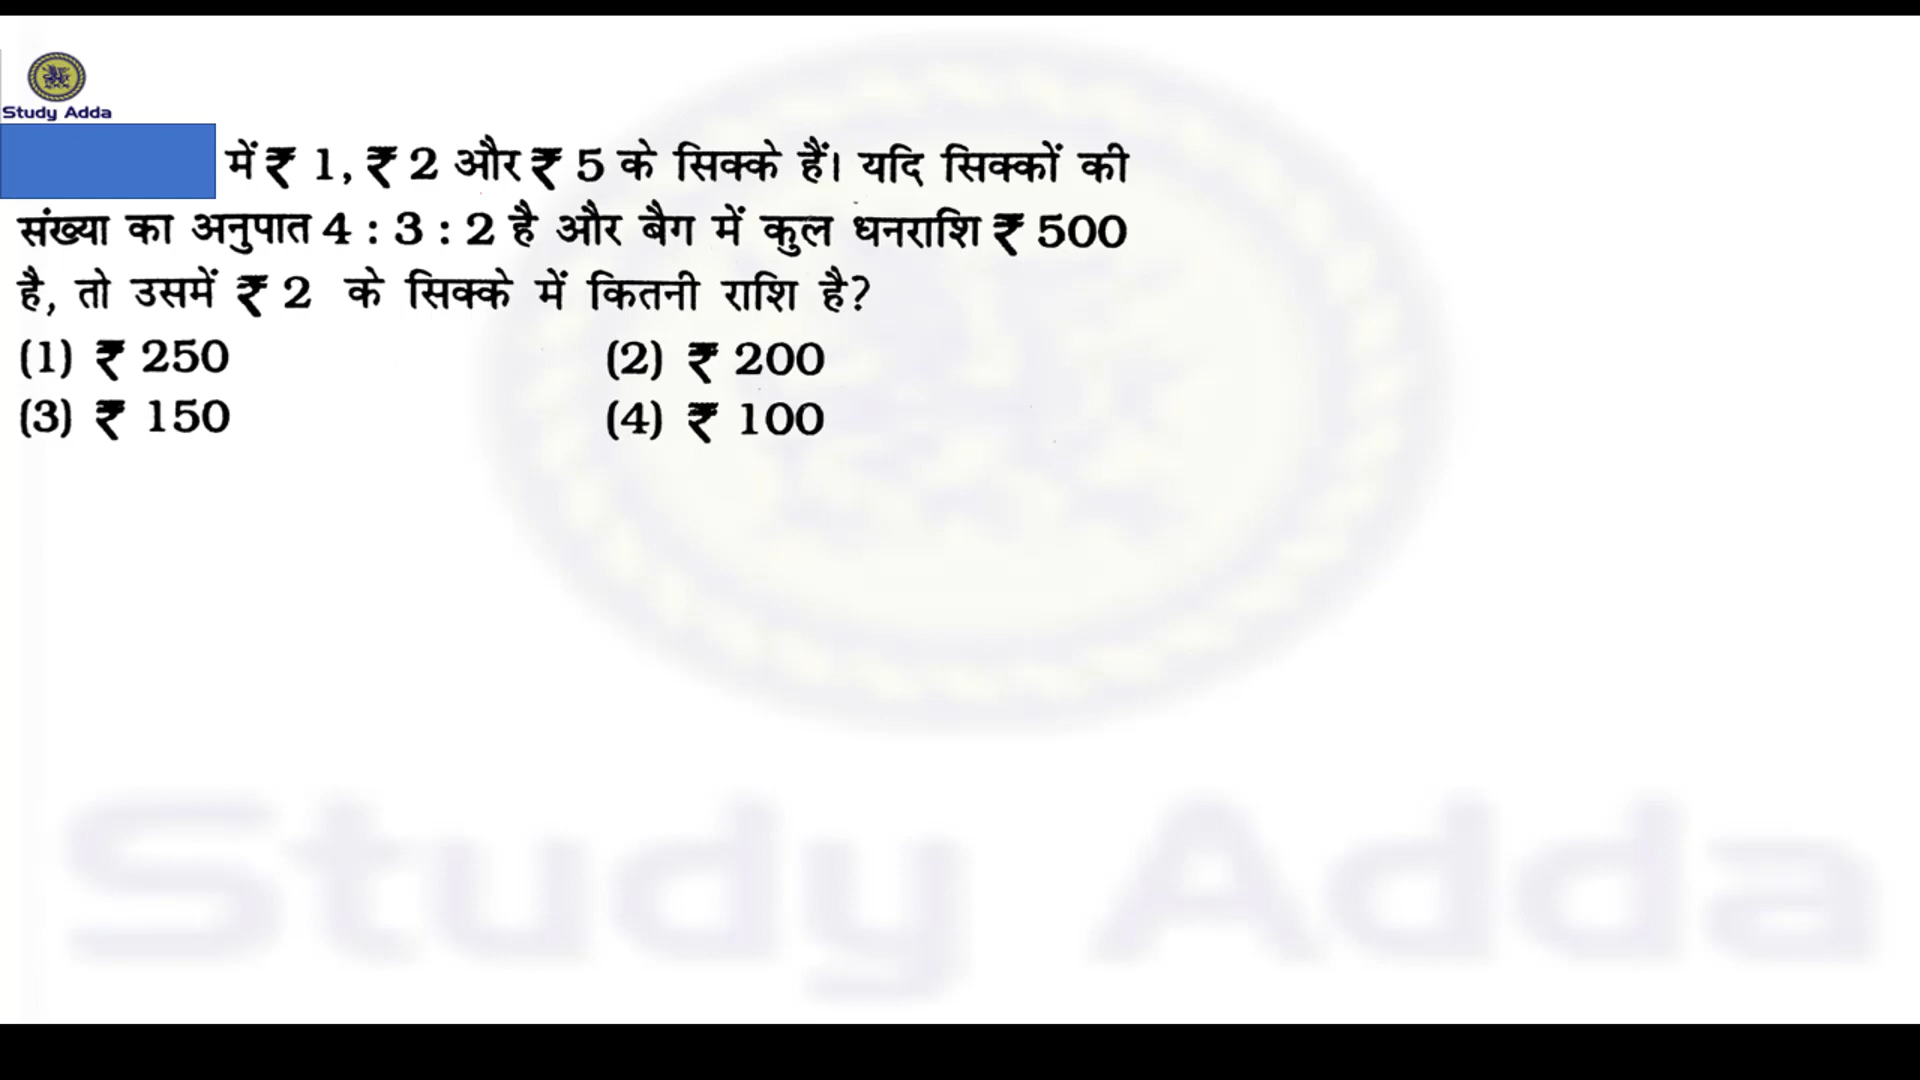 Study Adda
में ₹ 1, ₹ 2 और ₹ 5 के सिक्के हैं। यदि सिक्कों की
संख्या का अनुपात 4 : 3 : 2 है और बैग में कुल धनराशि ₹ 500
है, तो उसमें ₹ 2 के सिक्के में कितनी राशि है?
(1) ₹ 250 (2) ₹ 200
(3) ₹ 150 (4) ₹ 100
Study Adda